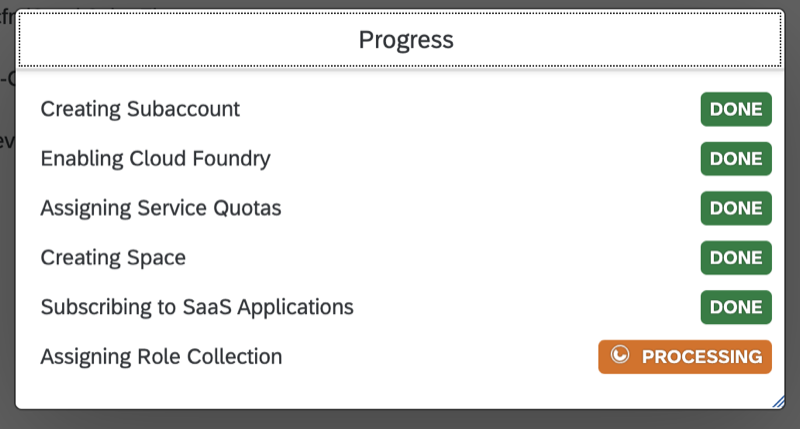 Progress
Creating Subaccount DONE
Enabling Cloud Foundry DONE
Assigning Service Quotas DONE
Creating Space DONE
Subscribing to SaaS Applications DONE
Assigning Role Collection PROCESSING